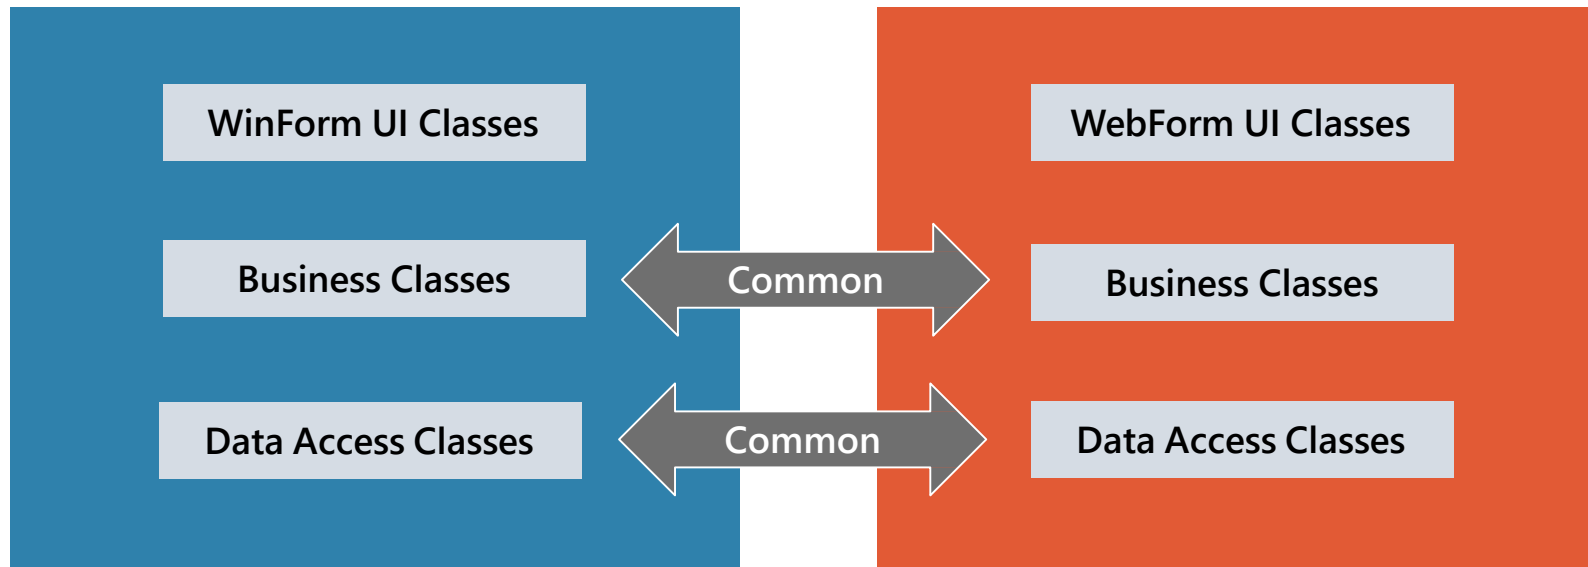 WinForm UI Classes
WebForm UI Classes
Business Classes
Common
Business Classes
Data Access Classes
Common
Data Access Classes